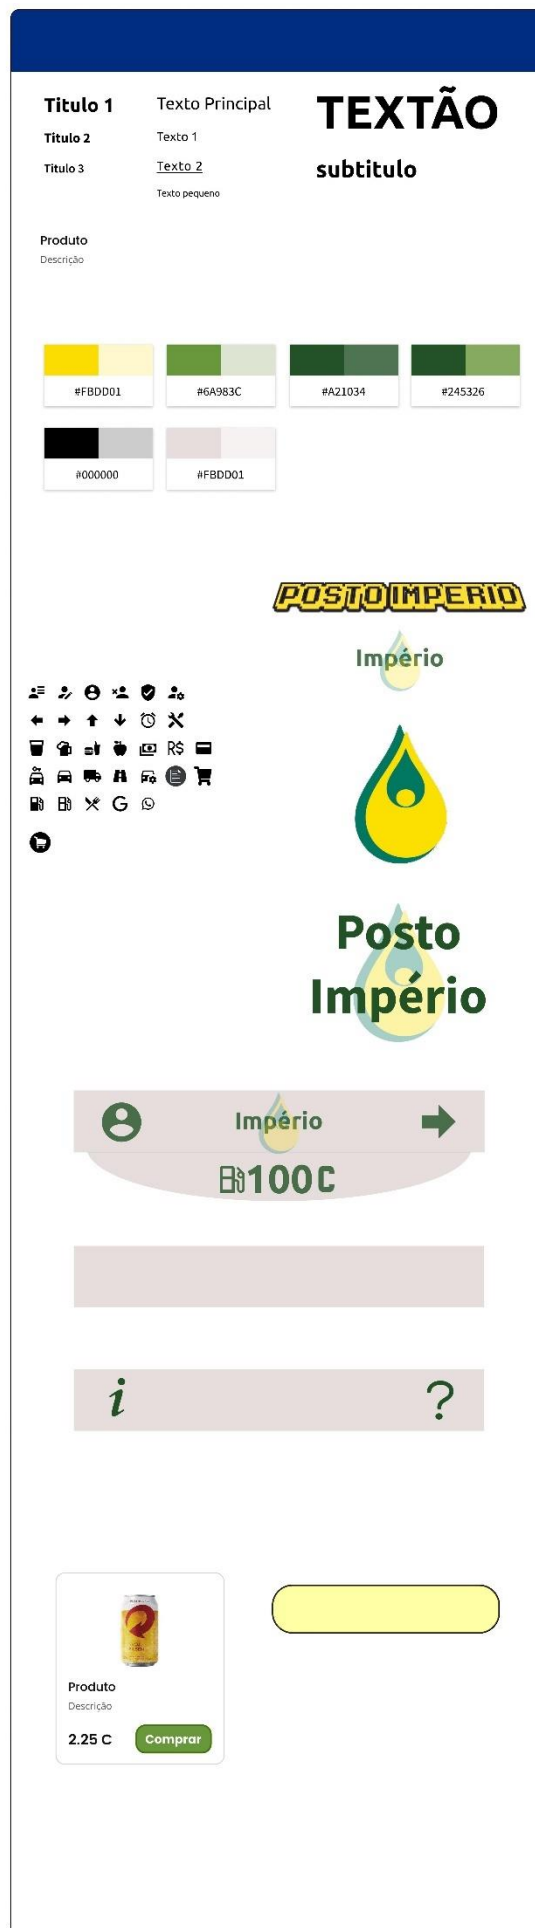 Titulo 1
Texto Principal
TEXTÃO
Titulo 2
Texto 1
Titulo 3
Texto 2
subtitulo
Texto pequeno
Produto
Descrição
#FBDD01
#6A983C
#A21034
#245326
#000000
#FBDD01
POSTO IMPERIO
Império
R$
G
Posto
Império
Império
100C
i
?
Produto
Descrição
2.25 C
Comprar